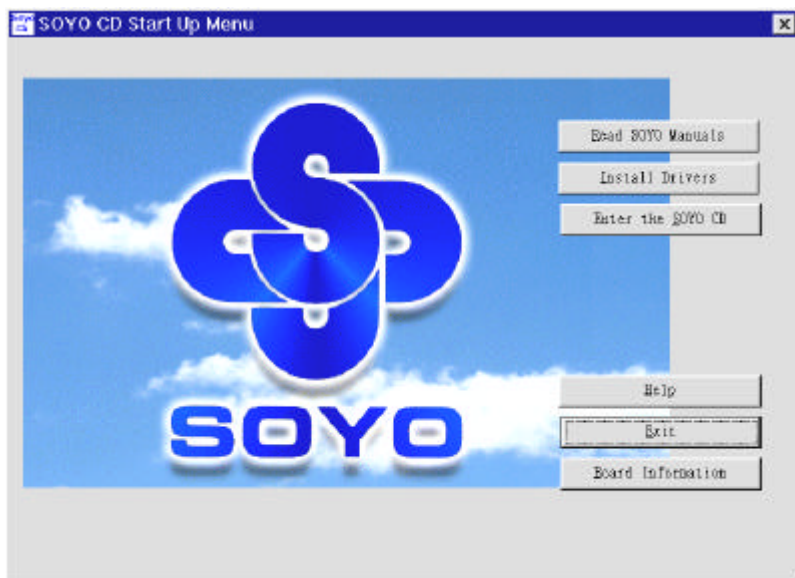 SOYO CD Start Up Menu
Read SOYO Manuals
Install Drivers
Enter the SOYO CD
Help
Exit
Board Information
SOYO